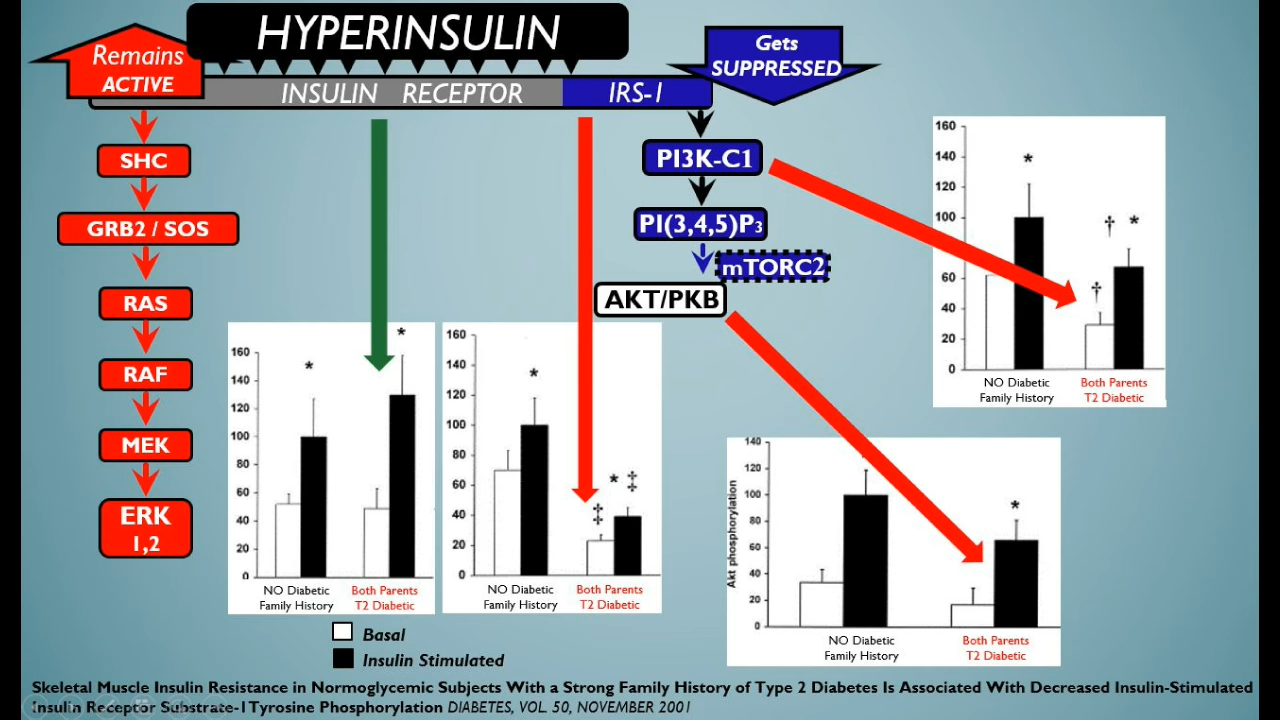 HYPERINSULIN
Remains
ACTIVE
Gets
SUPPRESSED
INSULIN RECEPTOR
IRS-1
SHC
GRB2 / SOS
RAS
RAF
MEK
ERK
1,2
PI3K-C1
PI(3,4,5)P3
mTORC2
AKT/PKB
160
140
120
100
80
60
40
20
0
*
*
NO Diabetic
Family History
Both Parents
T2 Diabetic
160
140
120
100
80
60
40
20
0
*
* ‡
‡
NO Diabetic
Family History
Both Parents
T2 Diabetic
160
140
120
100
60
40
20
0
*
† *
†
NO Diabetic
Family History
Both Parents
T2 Diabetic
Akt phosphorylation
140
120
100
80
60
40
20
0
*
NO Diabetic
Family History
Both Parents
T2 Diabetic
Basal
Insulin Stimulated
Skeletal Muscle Insulin Resistance in Normoglycemic Subjects With a Strong Family History of Type 2 Diabetes Is Associated With Decreased Insulin-Stimulated
Insulin Receptor Substrate-1 Tyrosine Phosphorylation DIABETES, VOL. 50, NOVEMBER 2001